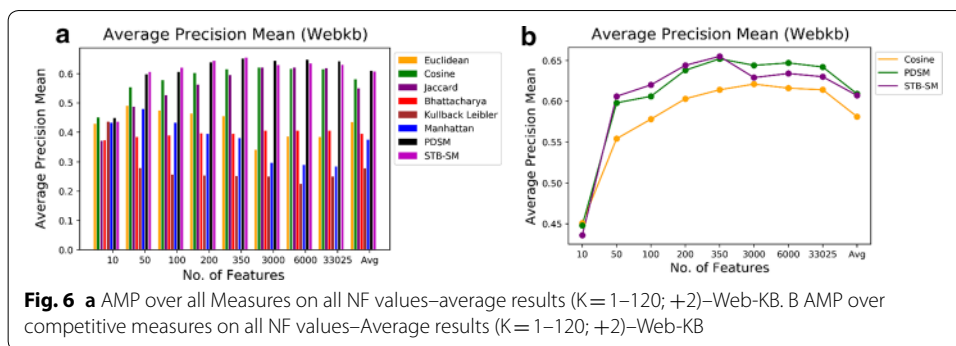 a
Average Precision Mean (Webkb)
Average Precision Mean
0.6
0.5
0.4
0.3
0.2
0.1
0.0
10 50 100 200 350 3000 6000 33025 Avg
No. of Features
Euclidean
Cosine
Jaccard
Bhattacharya
Kullback Leibler
Manhattan
PDSM
STB-SM
b
Average Precision Mean (Webkb)
Average Precision Mean
0.65
0.60
0.55
0.50
0.45
10 50 100 200 350 3000 6000 33025 Avg
No. of Features
Cosine
PDSM
STB-SM
Fig. 6 a AMP over all Measures on all NF values–average results (K = 1–120; +2)–Web-KB. B AMP over
competitive measures on all NF values–Average results (K = 1–120; +2)–Web-KB